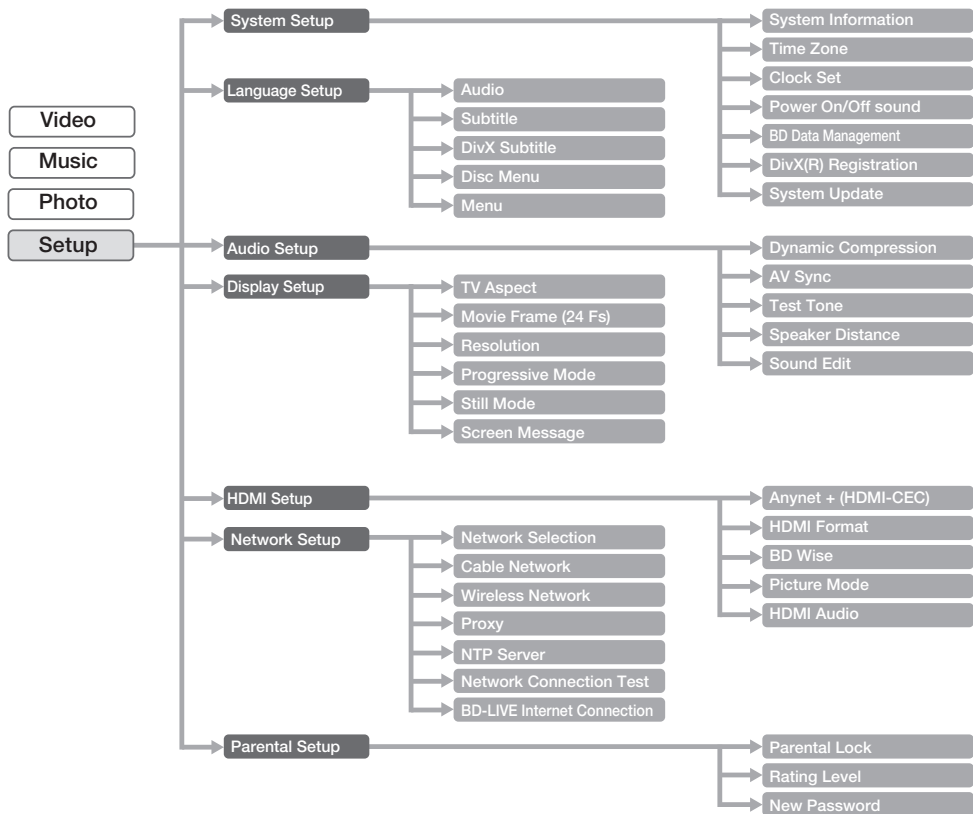 Video
Music
Photo
Setup
System Setup
System Information
Time Zone
Clock Set
Power On/Off sound
BD Data Management
DivX(R) Registration
System Update
Language Setup
Audio
Subtitle
DivX Subtitle
Disc Menu
Menu
Audio Setup
Dynamic Compression
AV Sync
Test Tone
Speaker Distance
Sound Edit
Display Setup
TV Aspect
Movie Frame (24 Fs)
Resolution
Progressive Mode
Still Mode
Screen Message
HDMI Setup
Anynet + (HDMI-CEC)
HDMI Format
BD Wise
Picture Mode
HDMI Audio
Network Setup
Network Selection
Cable Network
Wireless Network
Proxy
NTP Server
Network Connection Test
BD-LIVE Internet Connection
Parental Setup
Parental Lock
Rating Level
New Password